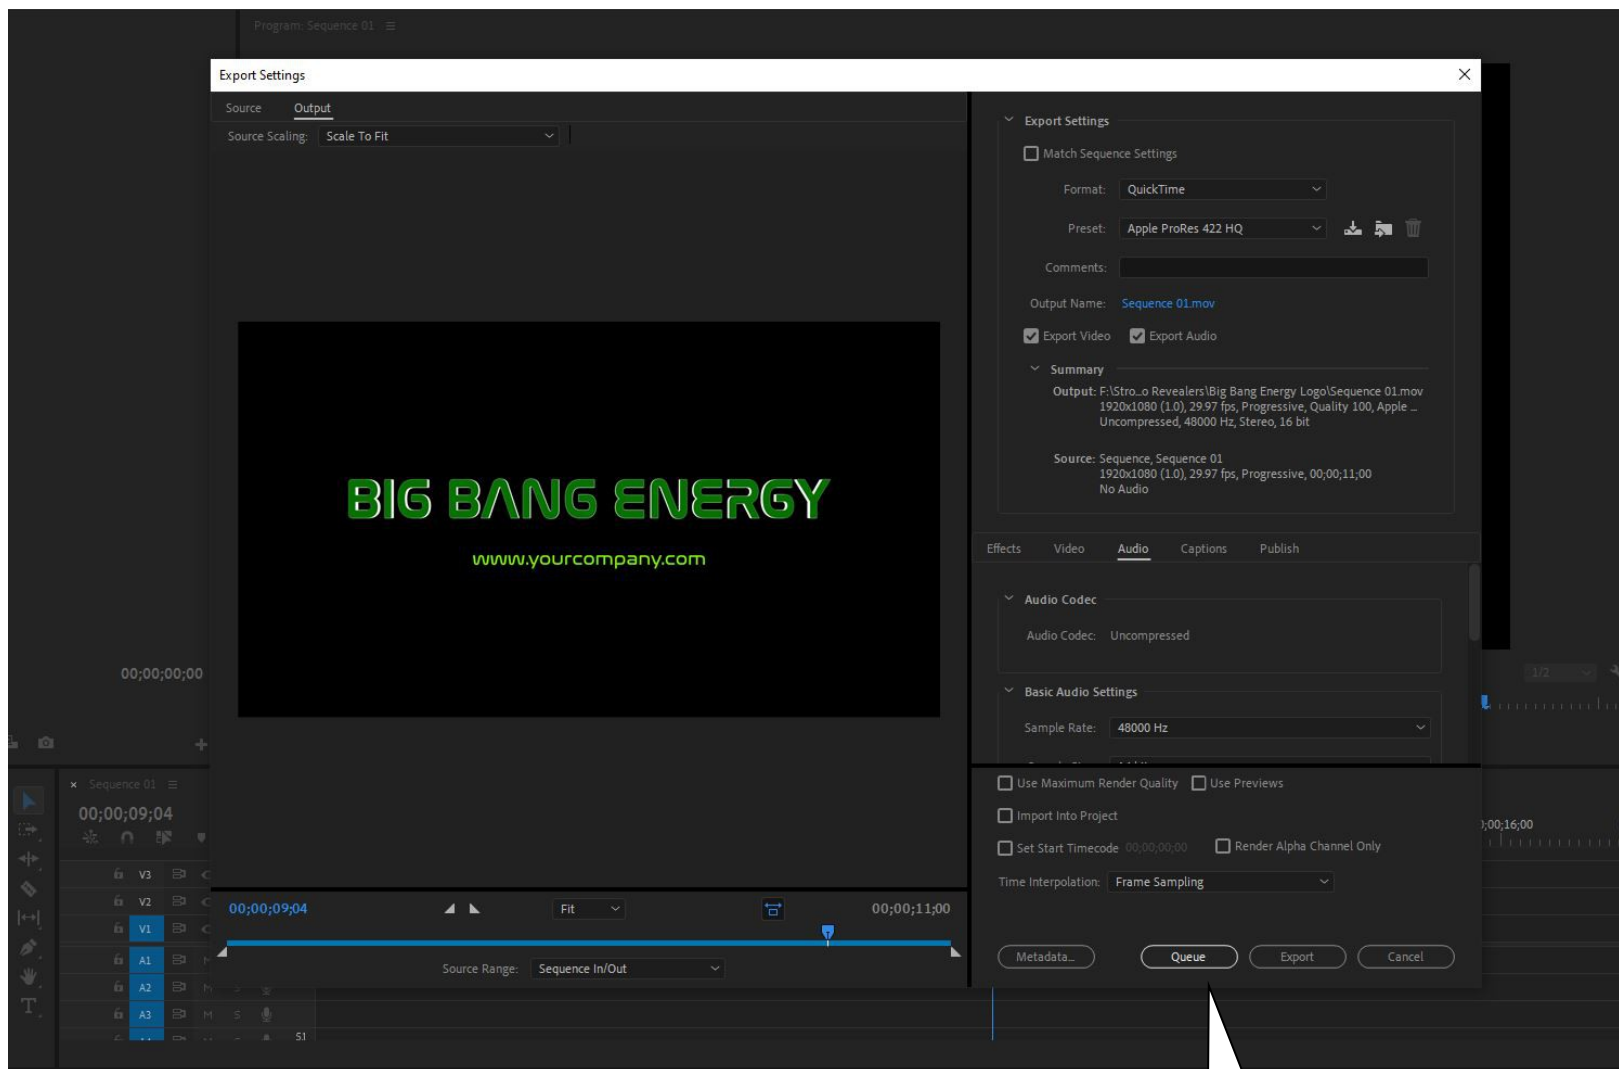 Program: Sequence 01
Export Settings
Source Output
Source Scaling: Scale To Fit
BIG BANG ENERGY
www.yourcompany.com
00;00;09;04 Fit 00;00;11;00
Source Range: Sequence In/Out
Export Settings
Match Sequence Settings
Format: QuickTime
Preset: Apple ProRes 422 HQ
Comments:
Output Name: Sequence 01.mov
Export Video Export Audio
Summary
Output: F:\Stro...o Revealers\Big Bang Energy Logo\Sequence 01.mov
1920x1080 (1.0), 29.97 fps, Progressive, Quality 100, Apple ...
Uncompressed, 48000 Hz, Stereo, 16 bit
Source: Sequence, Sequence 01
1920x1080 (1.0), 29.97 fps, Progressive, 00;00;11;00
No Audio
Effects Video Audio Captions Publish
Audio Codec
Audio Codec: Uncompressed
Basic Audio Settings
Sample Rate: 48000 Hz
Use Maximum Render Quality Use Previews
Import Into Project
Set Start Timecode 00;00;00;00 Render Alpha Channel Only
Time Interpolation: Frame Sampling
Metadata... Queue Export Cancel
00;00;00;00
1/2
Sequence 01
00;00;09;04
;00;16;00
V3
V2
V1
A1
A2 M S
A3 M S
S1